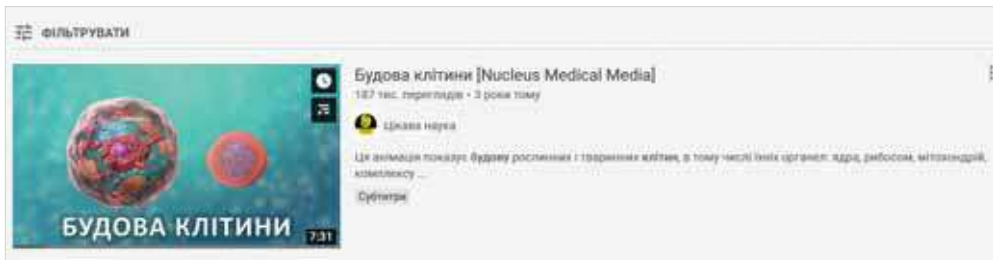 ФІЛЬТРУВАТИ
БУДОВА КЛІТИНИ
7:31
Будова клітини [Nucleus Medical Media]
187 тис. переглядів • 3 роки тому
Цікава наука
Ця анімація показує будову рослинних і тваринних клітин, в тому числі їхніх органел: ядра, рибосом, мітохондрій,
комплексу ...
Субтитри